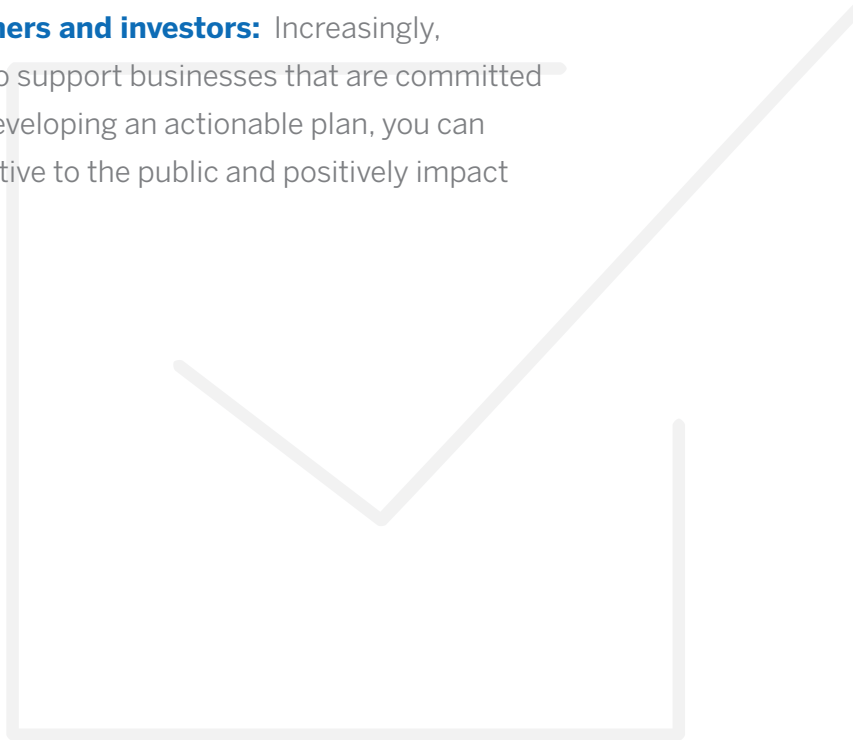 ners and investors: Increasingly,
o support businesses that are committed
eveloping an actionable plan, you can
tive to the public and positively impact